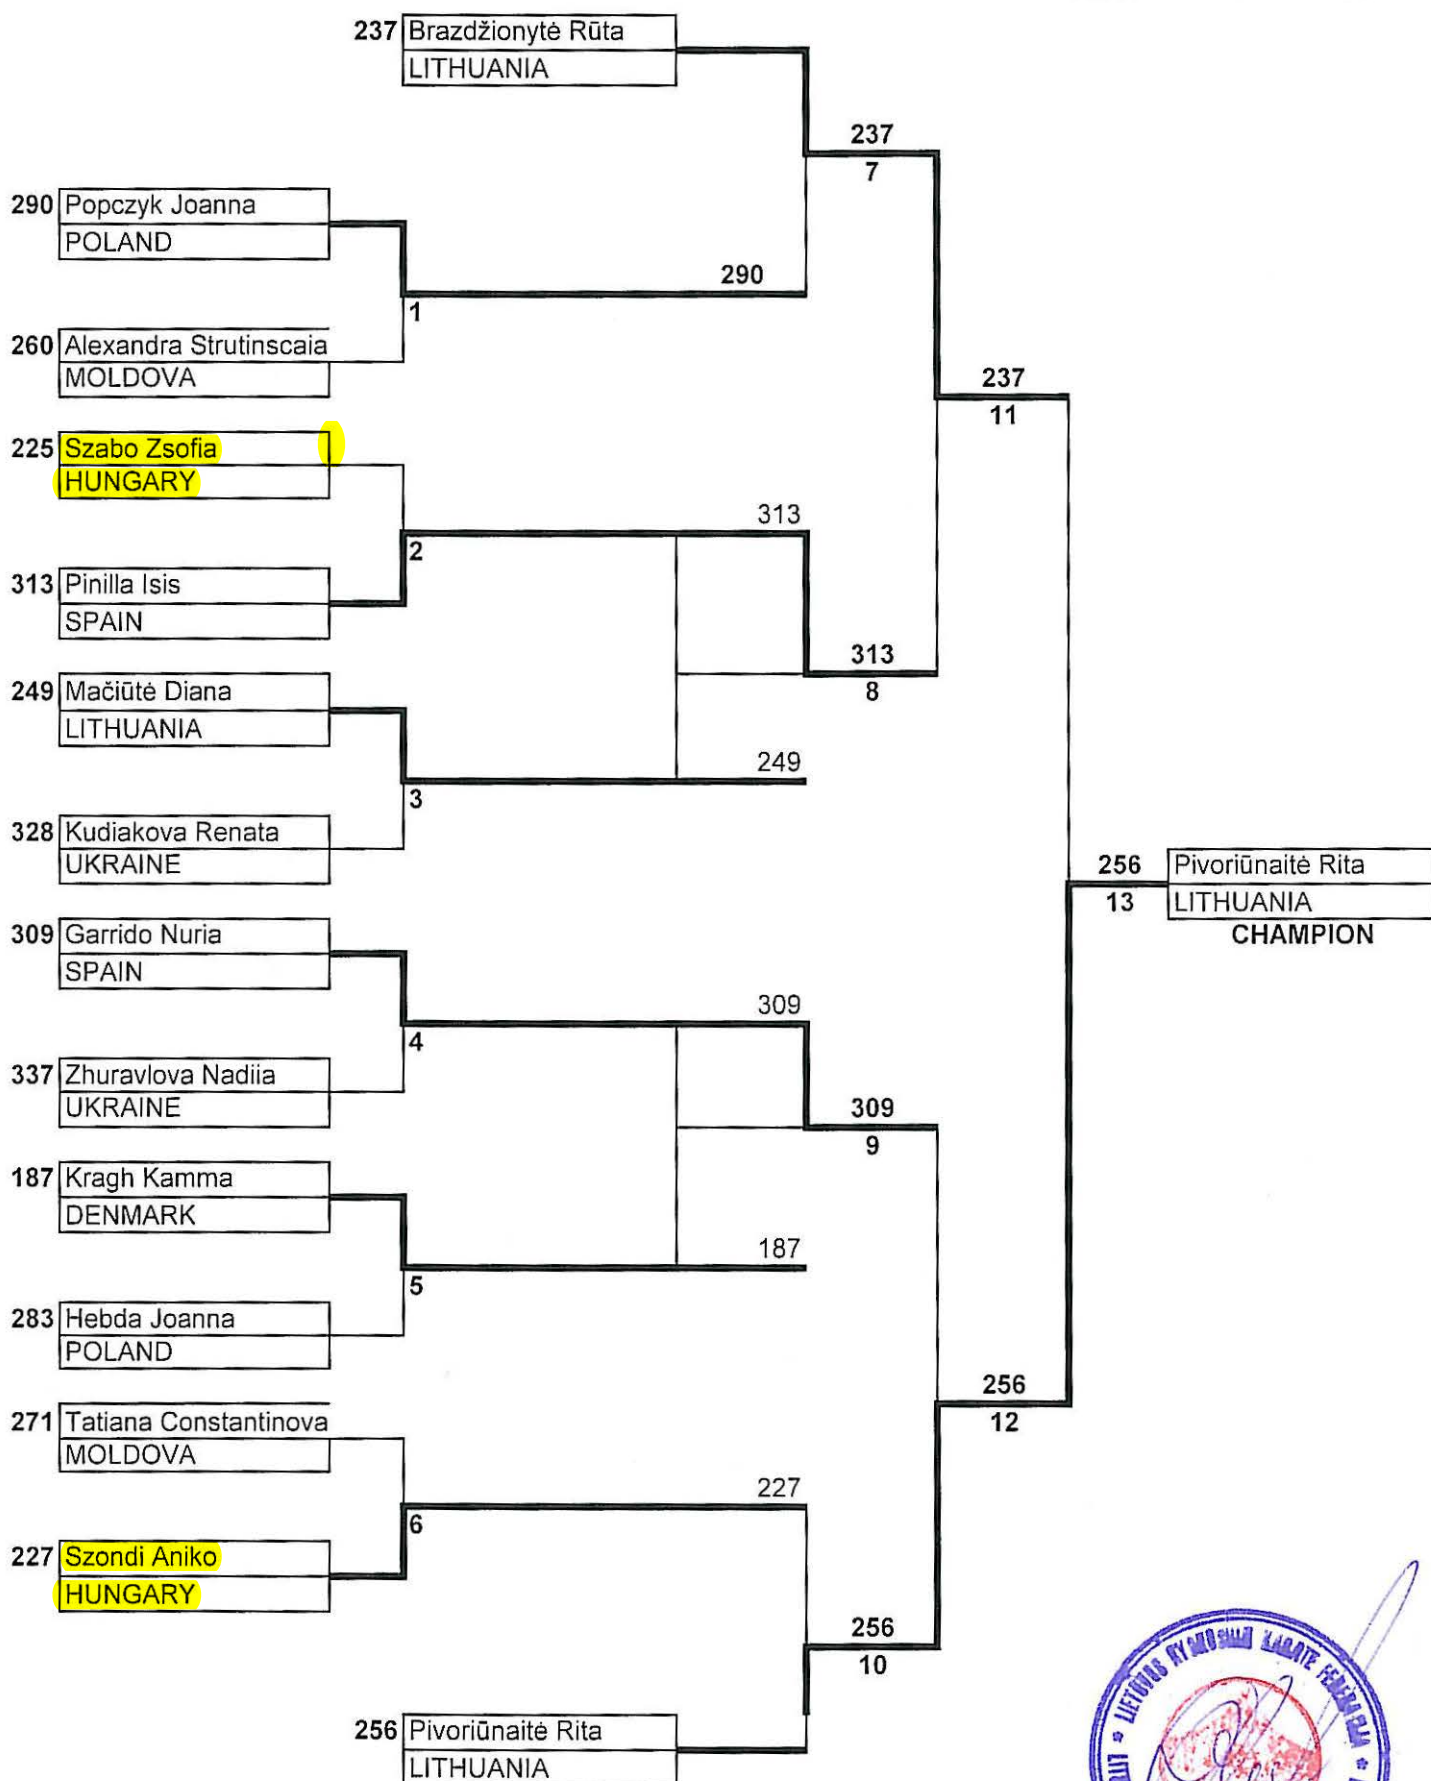 237 Brazdžionytė Rūta
LITHUANIA
237
7
290 Popczyk Joanna
POLAND
290
1
260 Alexandra Strutinscaia
MOLDOVA
237
11
225 Szabo Zsofia
HUNGARY
313
2
313 Pinilla Isis
SPAIN
313
8
249 Mačiūtė Diana
LITHUANIA
249
3
328 Kudiakova Renata
UKRAINE
256 Pivoriūnaitė Rita
13 LITHUANIA
CHAMPION
309 Garrido Nuria
SPAIN
309
4
337 Zhuravlova Nadiia
UKRAINE
309
9
187 Kragh Kamma
DENMARK
187
5
283 Hebda Joanna
POLAND
256
12
271 Tatiana Constantinova
MOLDOVA
227
6
227 Szondi Aniko
HUNGARY
256
10
256 Pivoriūnaitė Rita
LITHUANIA
LIETUVOS KYOKUSHIN KARATE FEDERACIJA